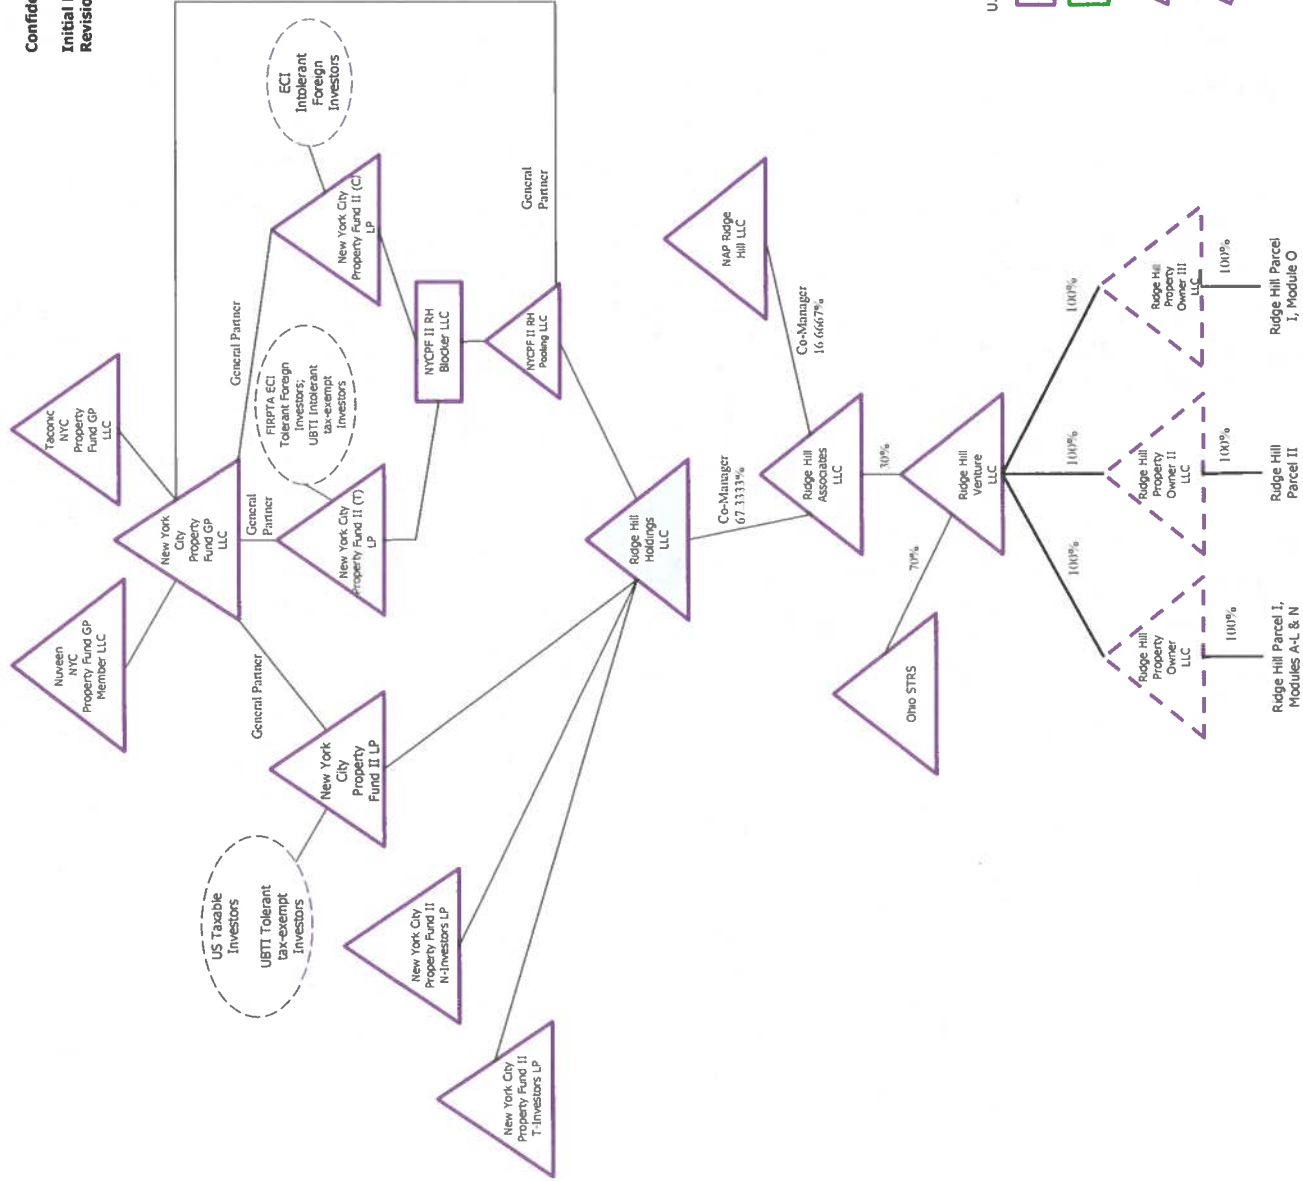 Confide
Initial
Revisio
Nuveen
NYC
Property Fund GP
Member LLC
Taconic
NYC
Property
Fund GP
LLC
New York
City
Property
Fund GP
LLC
General Partner
General
Partner
General Partner
US Taxable
Investors
UBTI Tolerant
tax-exempt
Investors
New York
City
Property
Fund II LP
FIRPTA ECI
Tolerant Foreign
Investors;
UBTI Intolerant
tax-exempt
Investors
New York City
Property Fund II (T)
LP
ECI
Intolerant
Foreign
Investors
New York City
Property Fund II (C)
LP
New York City
Property Fund II
N-Investors LP
New York City
Property Fund II
T-Investors LP
NYCPF II RH
Blocker LLC
NYCPF II RH
Pooling LLC
General
Partner
Ridge Hill
Holdings
LLC
NAP Ridge
Hill LLC
Co-Manager
67.3333%
Co-Manager
16.6667%
Ridge Hill
Associates
LLC
Ohio STRS
70%
30%
Ridge Hill
Venture
LLC
100%
100%
100%
Ridge Hill
Property
Owner
LLC
Ridge Hill
Property
Owner II
LLC
Ridge Hill
Property
Owner III
LLC
100%
100%
100%
Ridge Hill Parcel I,
Modules A-L & N
Ridge Hill
Parcel II
Ridge Hill Parcel
I, Module O
U.